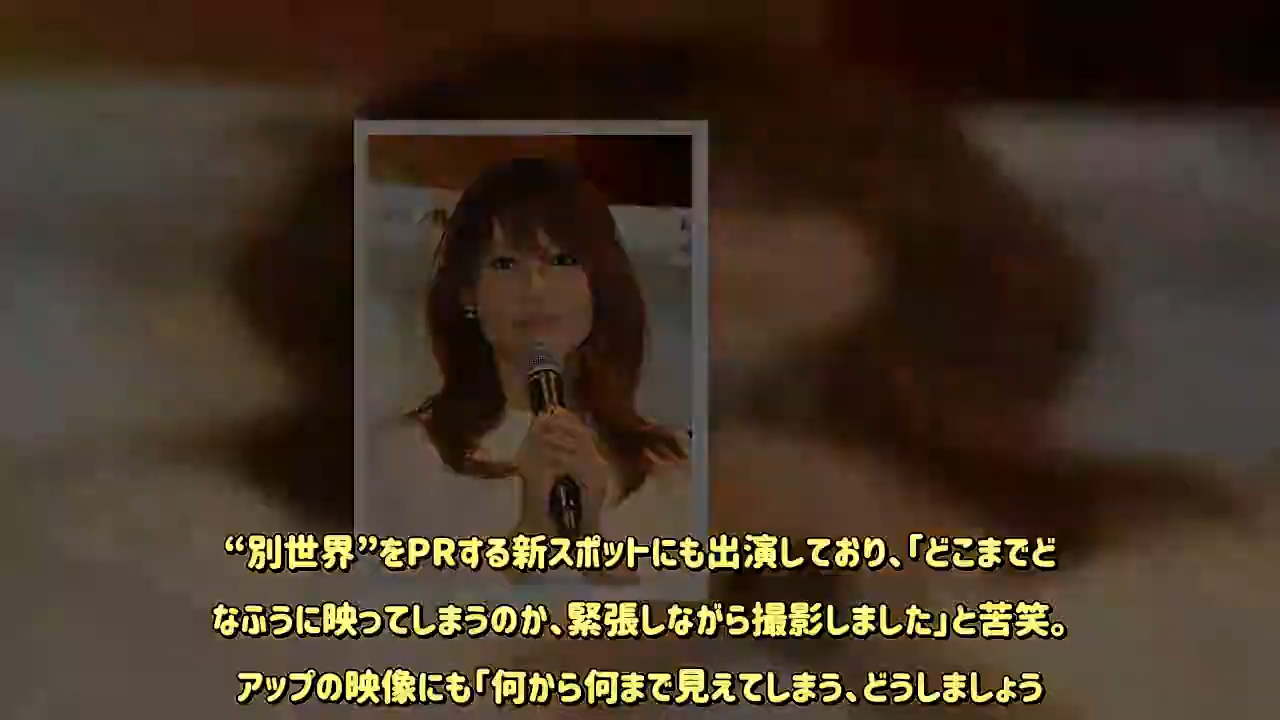 “別世界”をPRする新スポットにも出演しており、「どこまでど
なふうに映ってしまうのか、緊張しながら撮影しました」と苦笑。
アップの映像にも「何から何まで見えてしまう、どうしましょう